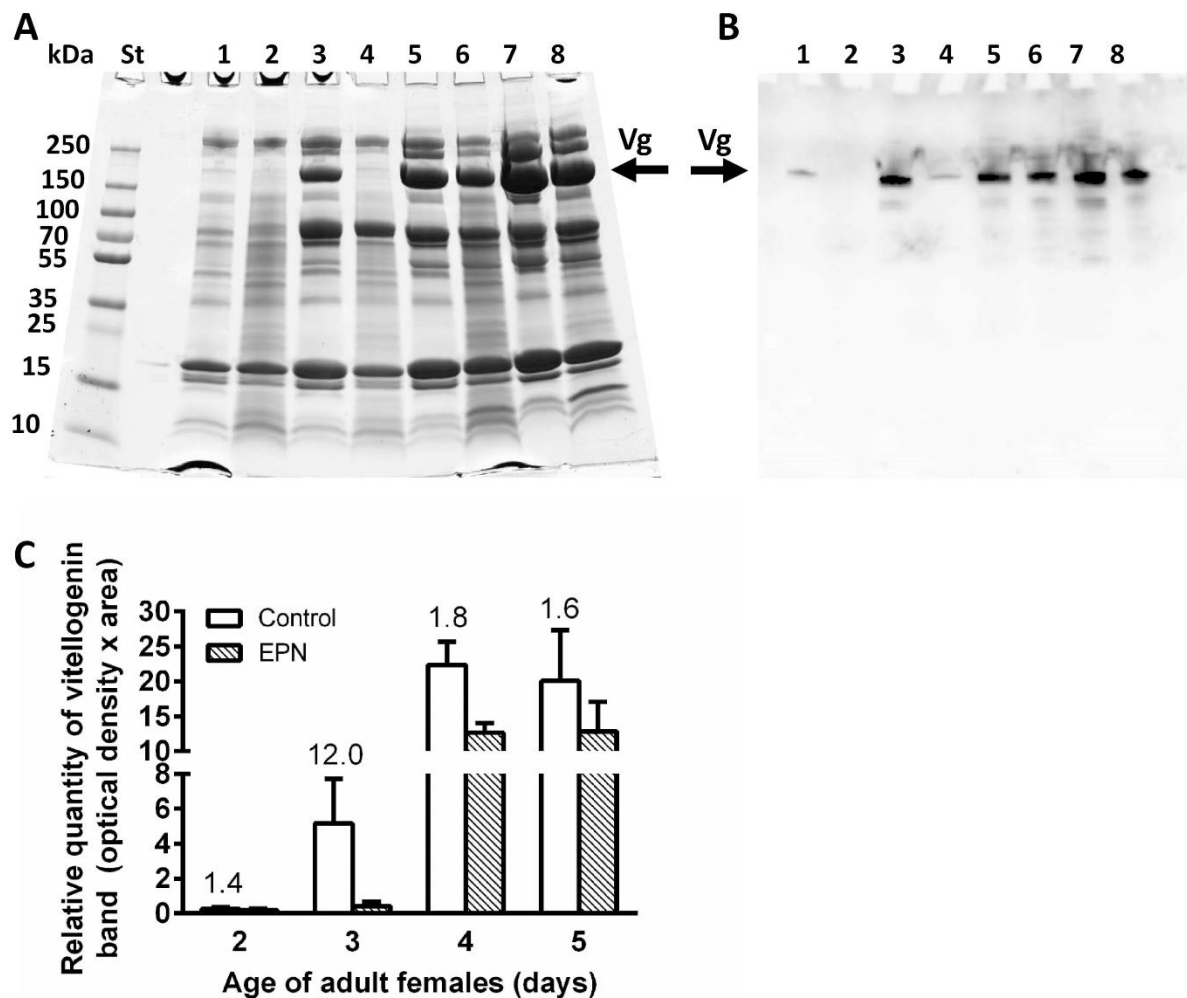 A
B
kDa St 1 2 3 4 5 6 7 8
1 2 3 4 5 6 7 8
250
150
100
70
55
35
25
15
10
Vg Vg
C
Relative quantity of vitellogenin
band (optical density x area)
30
25
20
15
10
8
6
4
2
0
Control
EPN
1.4
12.0
1.8
1.6
2 3 4 5
Age of adult females (days)